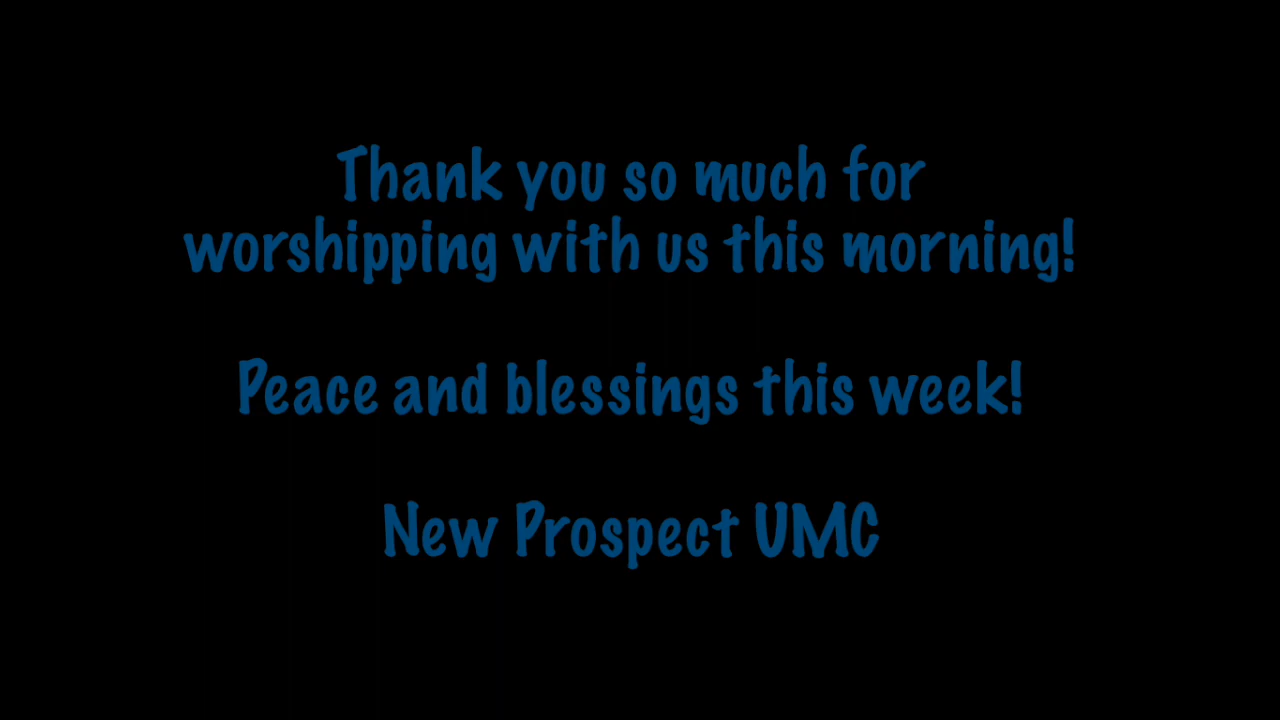 Thank you so much for
worshipping with us this morning!
Peace and blessings this week!
New Prospect UMC